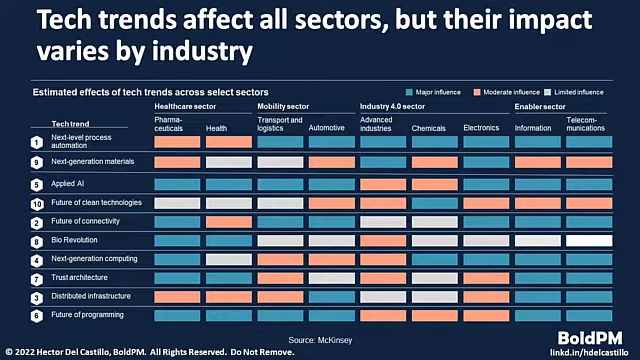 Tech trends affect all sectors, but their impact
varies by industry
Estimated effects of tech trends across select sectors
Major influence Moderate influence Limited influence
Healthcare sector Mobility sector Industry 4.0 sector Enabler sector
Tech trend
Pharma-
ceuticals
Health
Transport and
logistics
Automotive
Advanced
industries
Chemicals
Electronics
Information
Telecom-
munications
1 Next-level process
automation
9 Next-generation materials
5 Applied AI
10 Future of clean technologies
2 Future of connectivity
8 Bio Revolution
4 Next-generation computing
7 Trust architecture
3 Distributed infrastructure
6 Future of programming
Source: McKinsey
BoldPM
© 2022 Hector Del Castillo, BoldPM. All Rights Reserved. Do Not Remove.
linkd.in/hdelcastillo